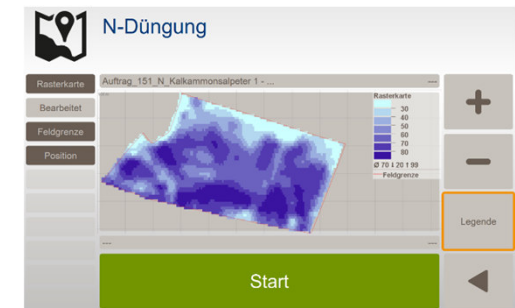 N-Düngung
Rasterkarte
Bearbeitet
Feldgrenze
Position
Auftrag_151_N_Kalkammonsalpeter 1 - ...
---
---
Rasterkarte
30
40
50
60
70
80
Ø 70 ↓ 20 ↑ 99
Feldgrenze
---
---
Legende
Start